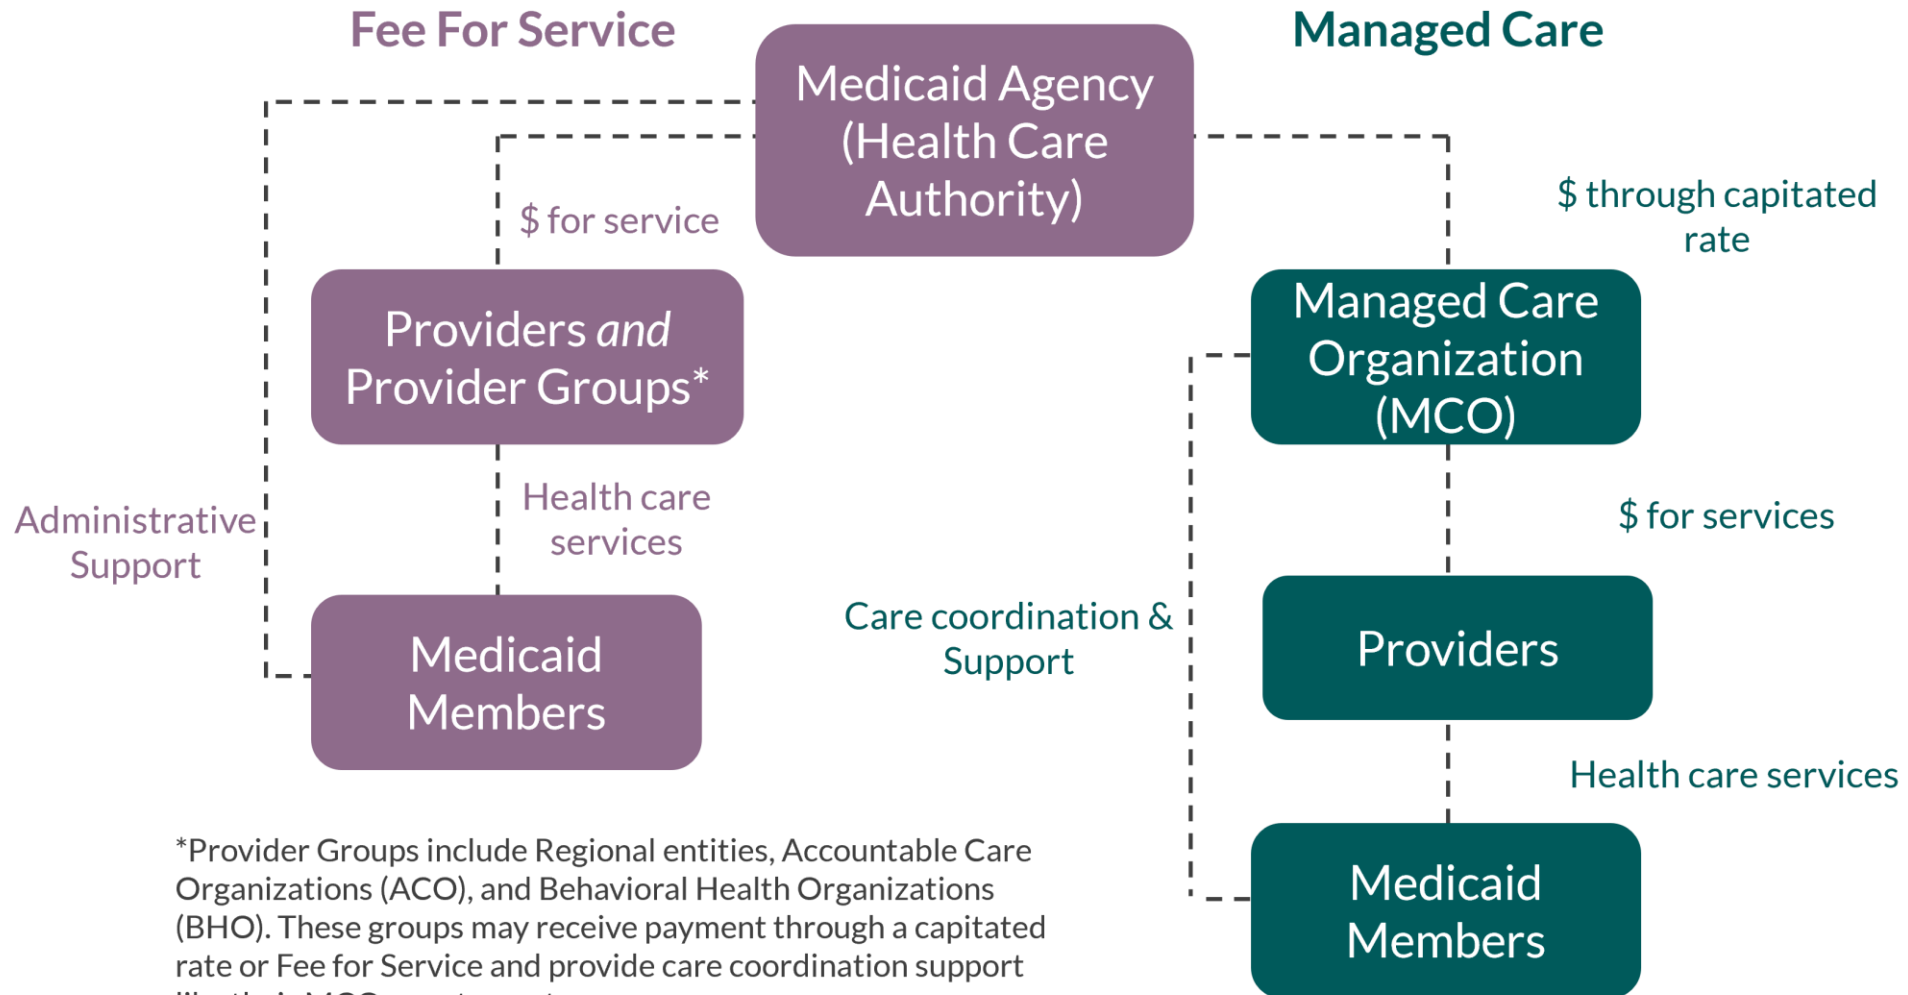 Fee For Service
Managed Care
Medicaid Agency
(Health Care
Authority)
$ for service
$ through capitated
rate
Providers and
Provider Groups*
Managed Care
Organization
(MCO)
Administrative
Support
Health care
services
$ for services
Medicaid
Members
Care coordination &
Support
Providers
Health care services
Medicaid
Members
*Provider Groups include Regional entities, Accountable Care
Organizations (ACO), and Behavioral Health Organizations
(BHO). These groups may receive payment through a capitated
rate or Fee for Service and provide care coordination support